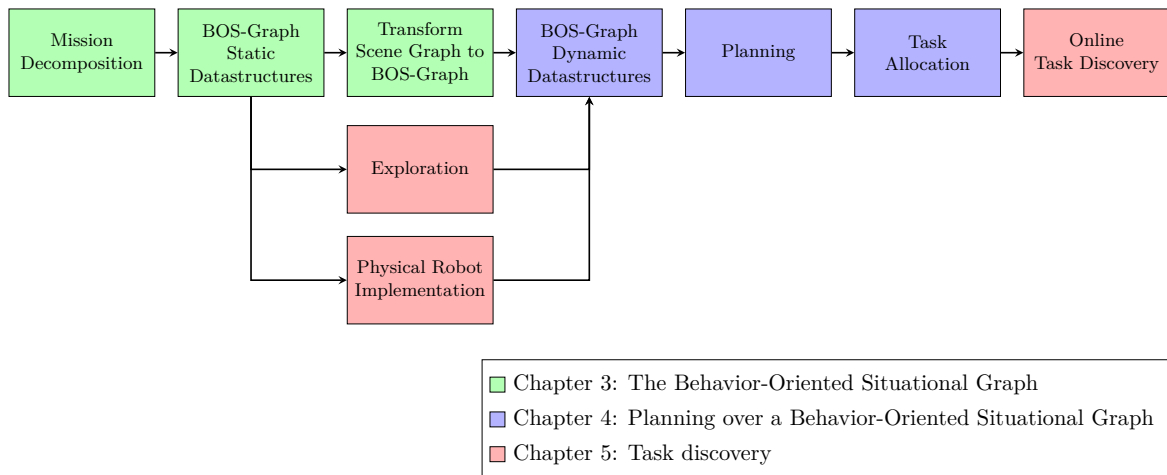 Mission
Decomposition
BOS-Graph
Static
Datastructures
Transform
Scene Graph to
BOS-Graph
BOS-Graph
Dynamic
Datastructures
Planning
Task
Allocation
Online
Task Discovery
Exploration
Physical Robot
Implementation
Chapter 3: The Behavior-Oriented Situational Graph
Chapter 4: Planning over a Behavior-Oriented Situational Graph
Chapter 5: Task discovery